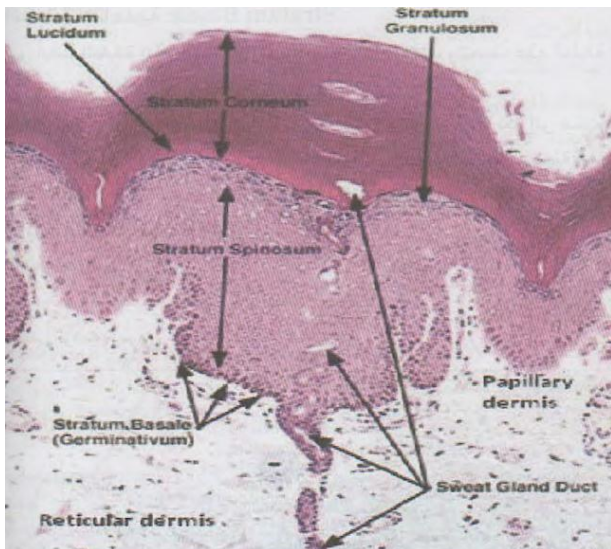 Stratum
Lucidum
Stratum
Granulosum
Stratum Corneum
Stratum Spinosum
Papillary
dermis
Stratum Basale
(Germinativum)
Sweat Gland Duct
Reticular dermis